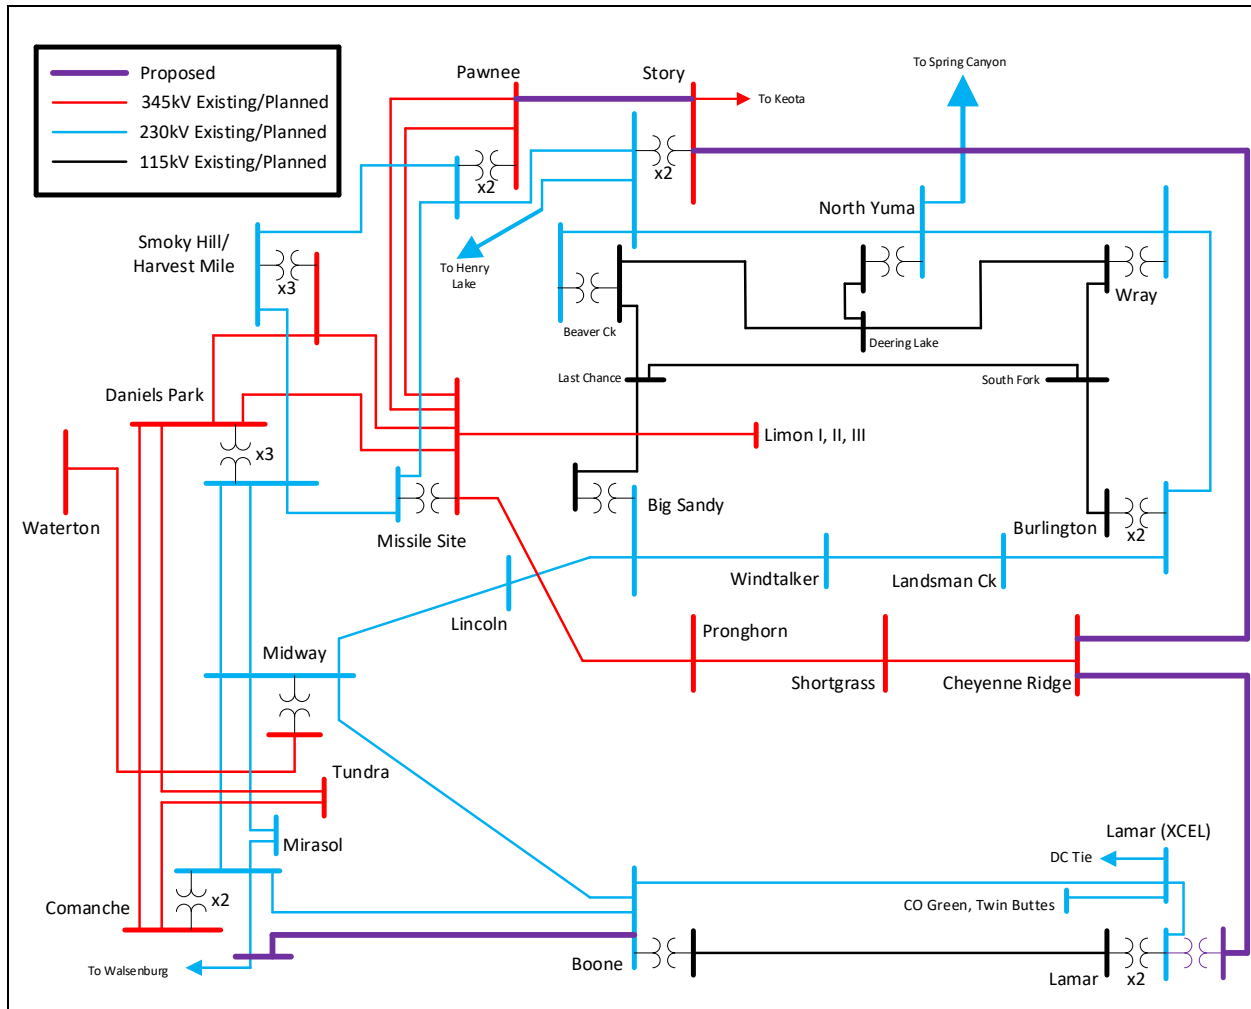 Proposed
345kV Existing/Planned
230kV Existing/Planned
115kV Existing/Planned
Pawnee
Story
To Spring Canyon
To Keota
x2
x2
North Yuma
Smoky Hill/
Harvest Mile
x3
To Henry
Lake
Wray
Beaver Ck
Deering Lake
Last Chance
South Fork
Daniels Park
x3
Limon I, II, III
Waterton
Missile Site
Big Sandy
Burlington
x2
Windtalker
Landsman Ck
Lincoln
Pronghorn
Midway
Shortgrass
Cheyenne Ridge
Tundra
Mirasol
Lamar (XCEL)
DC Tie
CO Green, Twin Buttes
Comanche
x2
Boone
To Walsenburg
Lamar
x2